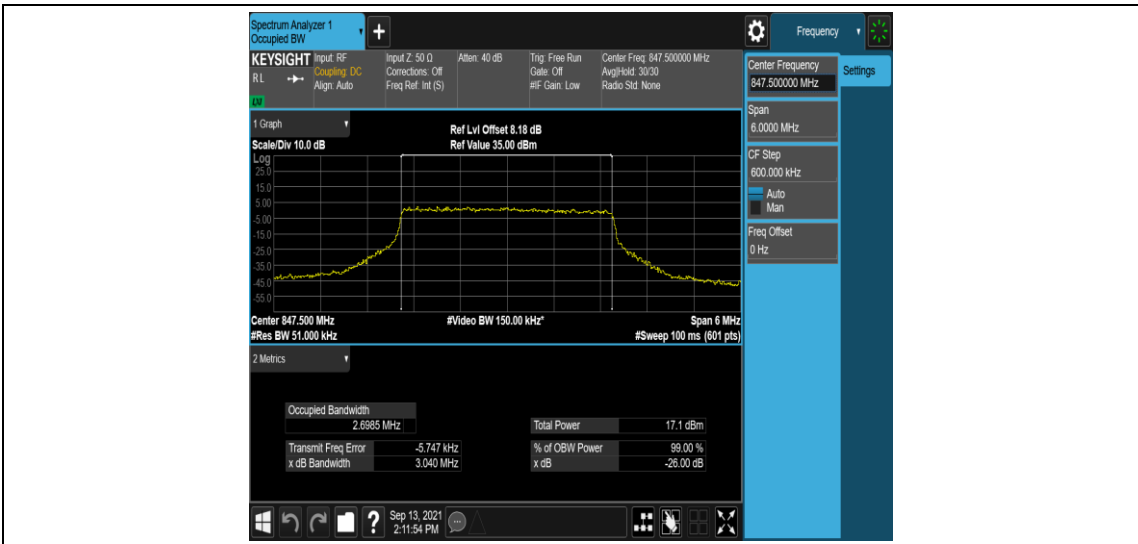 Spectrum Analyzer 1
Occupied BW
+
Frequency
KEYSIGHT
RL
LXI
Input: RF
Coupling: DC
Align: Auto
Input Z: 50 Ω
Corrections: Off
Freq Ref: Int (S)
Atten: 40 dB
Trig: Free Run
Gate: Off
#IF Gain: Low
Center Freq: 847.500000 MHz
Avg|Hold: 30/30
Radio Std: None
Center Frequency
847.500000 MHz
Settings
Span
6.0000 MHz
CF Step
600.000 kHz
Auto
Man
Freq Offset
0 Hz
1 Graph
Ref Lvl Offset 8.18 dB
Scale/Div 10.0 dB
Ref Value 35.00 dBm
Log
25.0
15.0
5.00
-5.00
-15.0
-25.0
-35.0
-45.0
-55.0
Center 847.500 MHz
#Video BW 150.00 kHz*
Span 6 MHz
#Res BW 51.000 kHz
#Sweep 100 ms (601 pts)
2 Metrics
Occupied Bandwidth
2.6985 MHz
Total Power 17.1 dBm
Transmit Freq Error -5.747 kHz
% of OBW Power 99.00 %
x dB Bandwidth 3.040 MHz
x dB -26.00 dB
?
Sep 13, 2021
2:11:54 PM